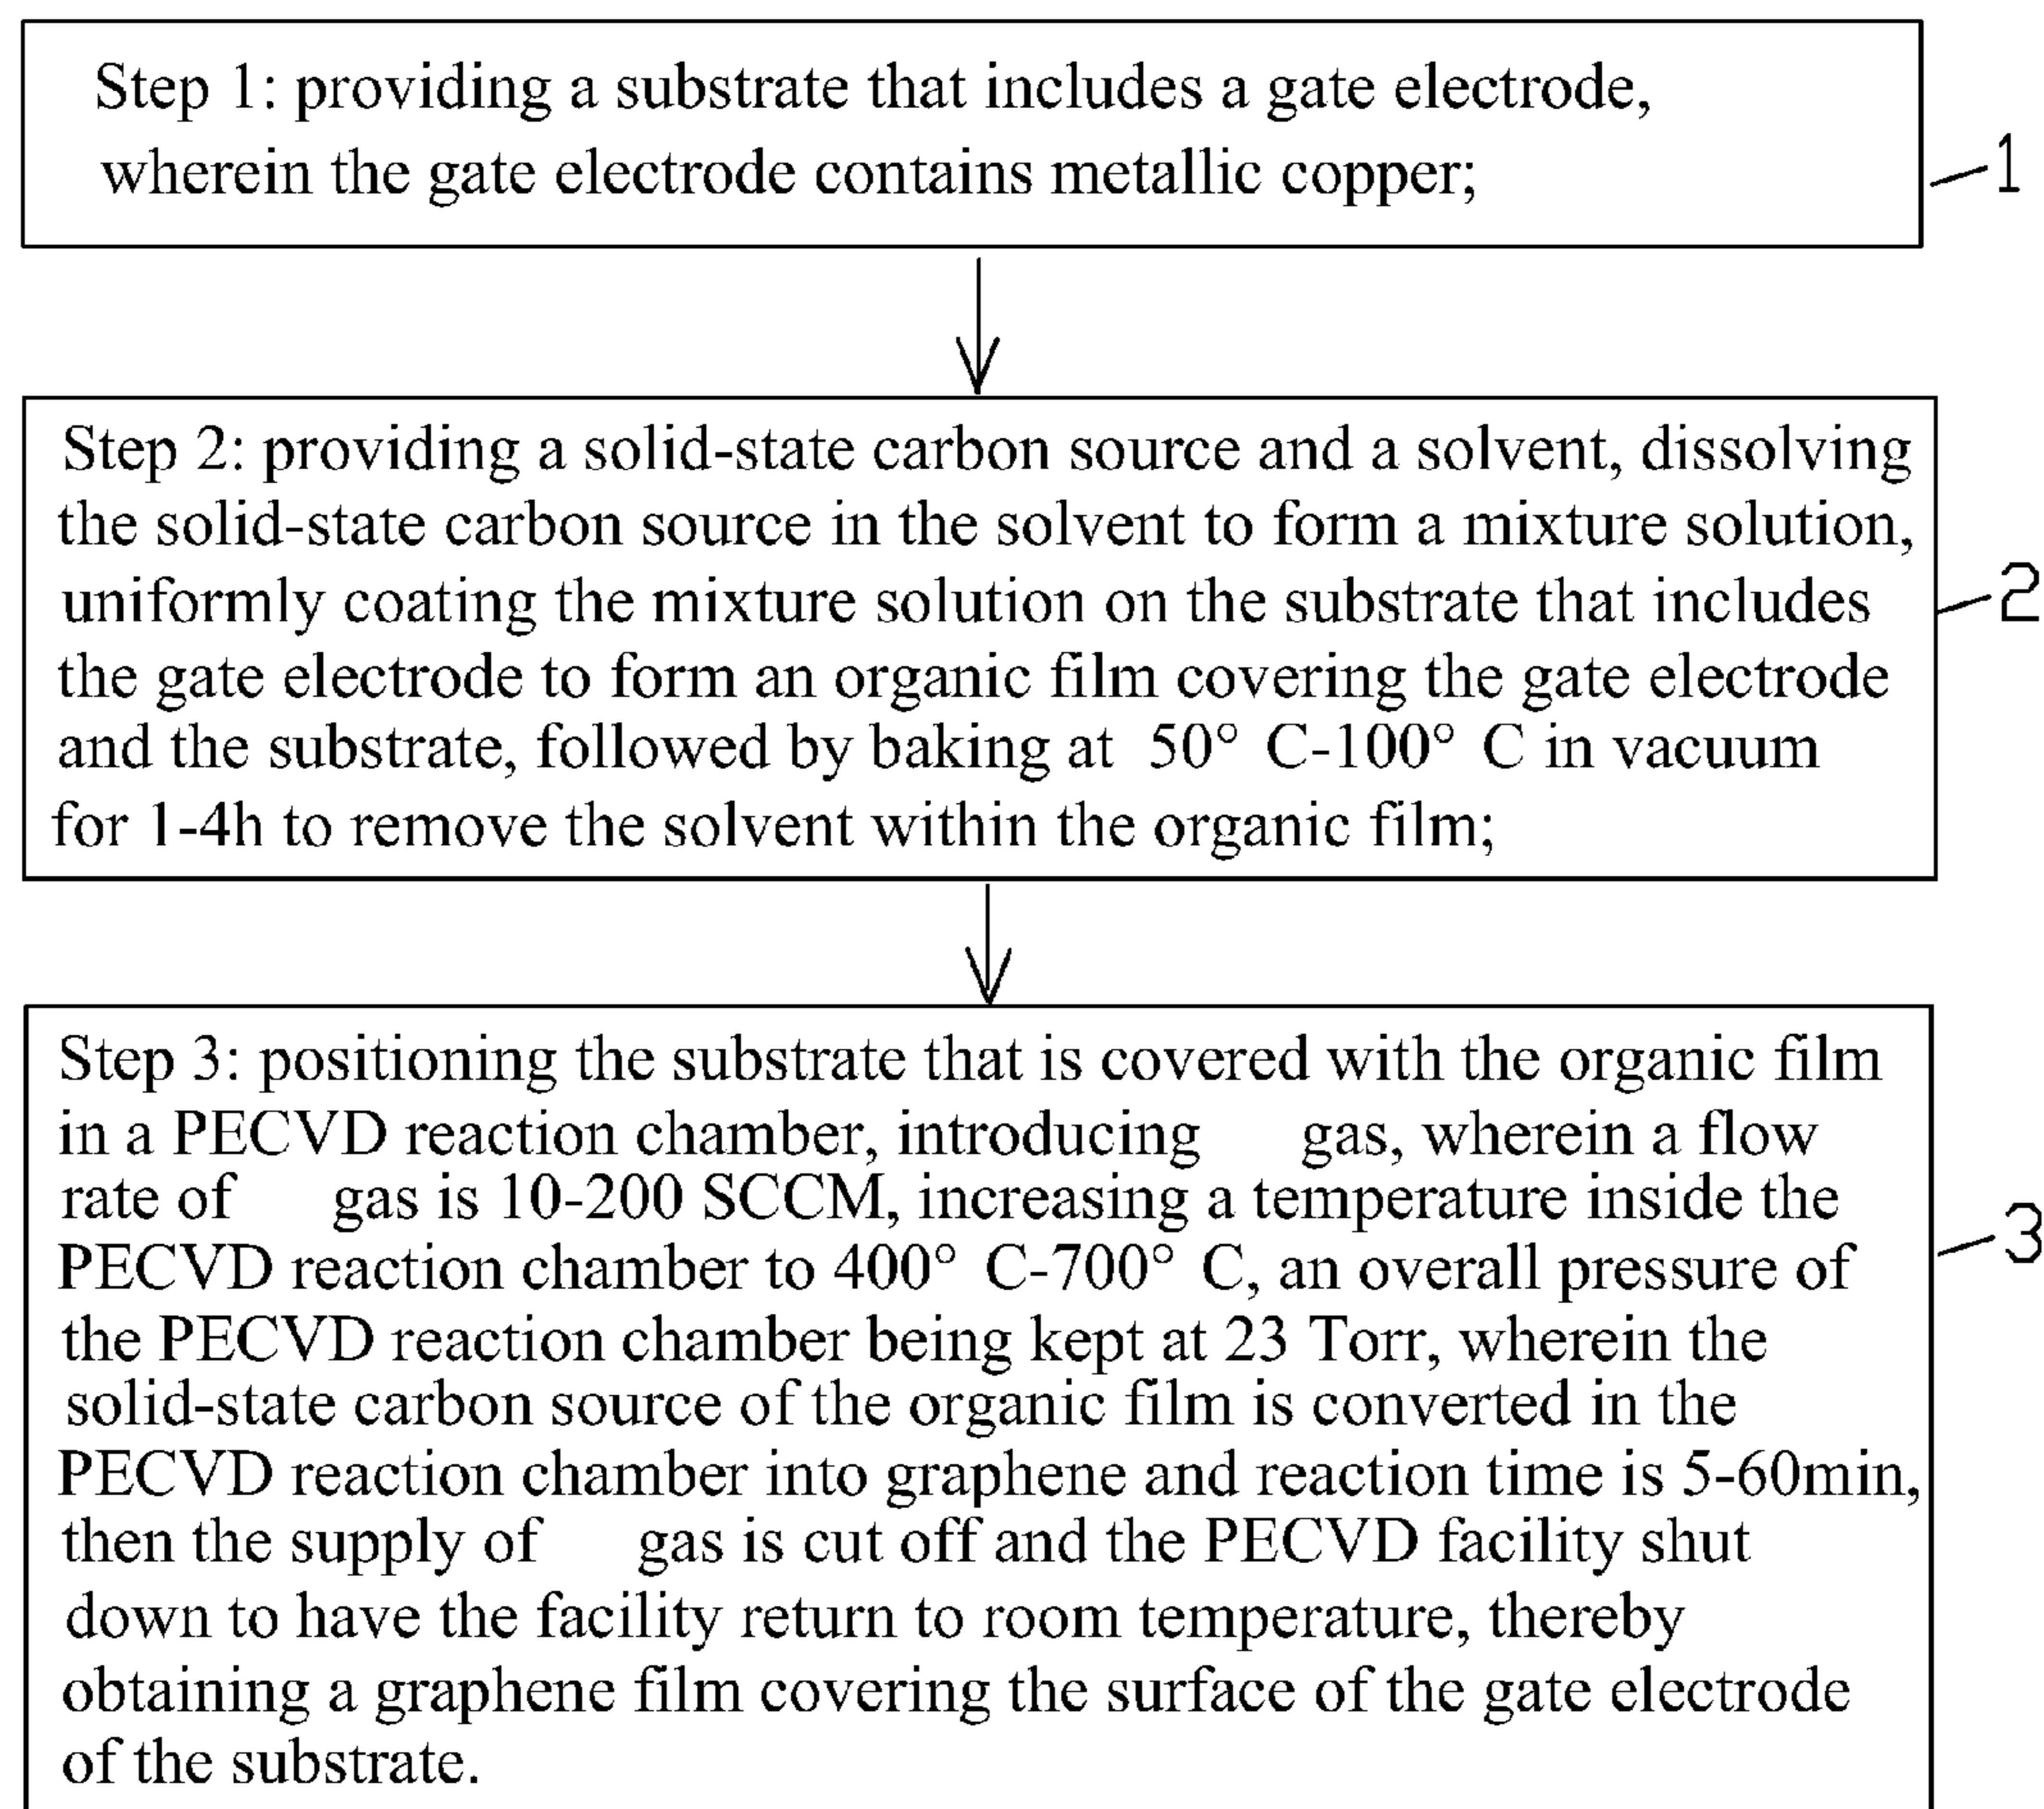 Step 1: providing a substrate that includes a gate electrode,
wherein the gate electrode contains metallic copper;
1
Step 2: providing a solid-state carbon source and a solvent, dissolving
the solid-state carbon source in the solvent to form a mixture solution,
uniformly coating the mixture solution on the substrate that includes
the gate electrode to form an organic film covering the gate electrode
and the substrate, followed by baking at 50° C-100° C in vacuum
for 1-4h to remove the solvent within the organic film;
2
Step 3: positioning the substrate that is covered with the organic film
in a PECVD reaction chamber, introducing gas, wherein a flow
rate of gas is 10-200 SCCM, increasing a temperature inside the
PECVD reaction chamber to 400° C-700° C, an overall pressure of
the PECVD reaction chamber being kept at 23 Torr, wherein the
solid-state carbon source of the organic film is converted in the
PECVD reaction chamber into graphene and reaction time is 5-60min,
then the supply of gas is cut off and the PECVD facility shut
down to have the facility return to room temperature, thereby
obtaining a graphene film covering the surface of the gate electrode
of the substrate.
3